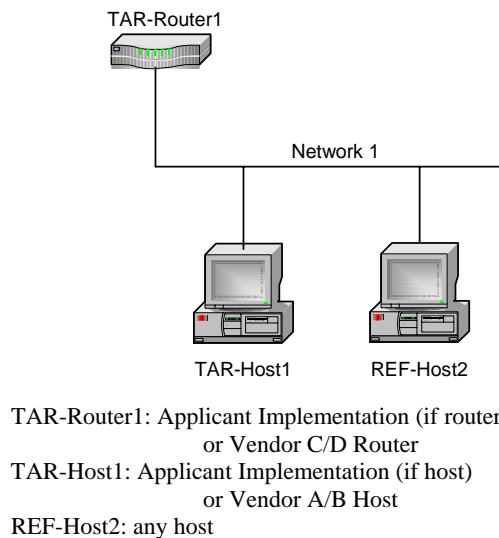 TAR-Router1
Network 1
TAR-Host1 REF-Host2
TAR-Router1: Applicant Implementation (if router
or Vendor C/D Router
TAR-Host1: Applicant Implementation (if host)
or Vendor A/B Host
REF-Host2: any host